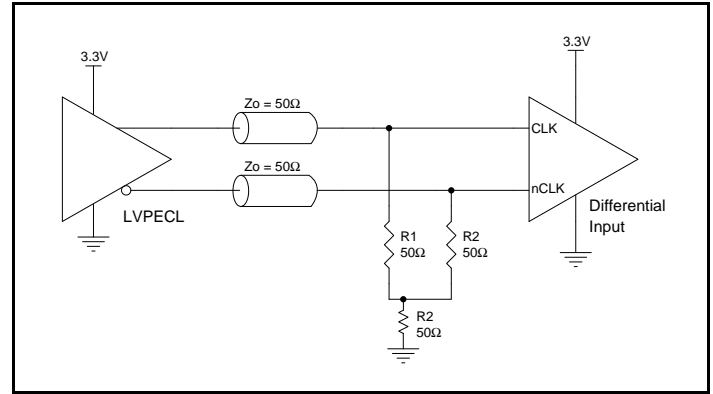 3.3V
3.3V
Zo = 50Ω
CLK
Zo = 50Ω
nCLK
LVPECL
Differential
Input
R1
50Ω
R2
50Ω
R2
50Ω